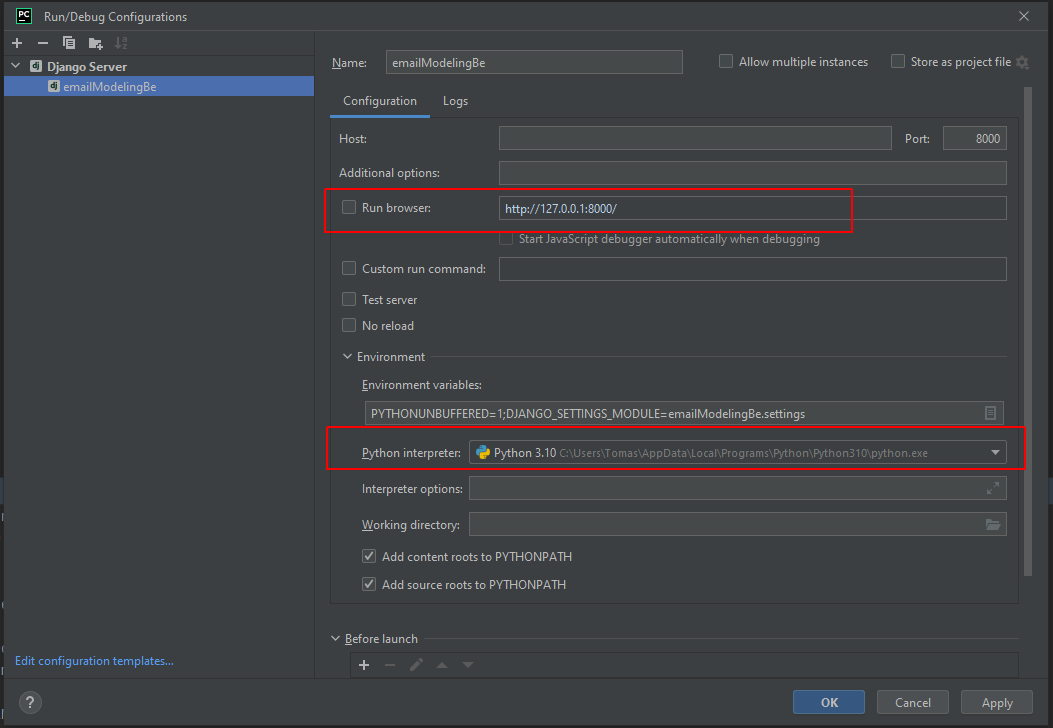 PC Run/Debug Configurations
Django Server
emailModelingBe
Name: emailModelingBe Allow multiple instances Store as project file
Configuration Logs
Host: Port: 8000
Additional options:
Run browser: http://127.0.0.1:8000/
Start JavaScript debugger automatically when debugging
Custom run command:
Test server
No reload
Environment
Environment variables:
PYTHONUNBUFFERED=1;DJANGO_SETTINGS_MODULE=emailModelingBe.settings
Python interpreter: Python 3.10 C:\Users\Tomas\AppData\Local\Programs\Python\Python310\python.exe
Interpreter options:
Working directory:
Add content roots to PYTHONPATH
Add source roots to PYTHONPATH
Before launch
Edit configuration templates...
? OK Cancel Apply